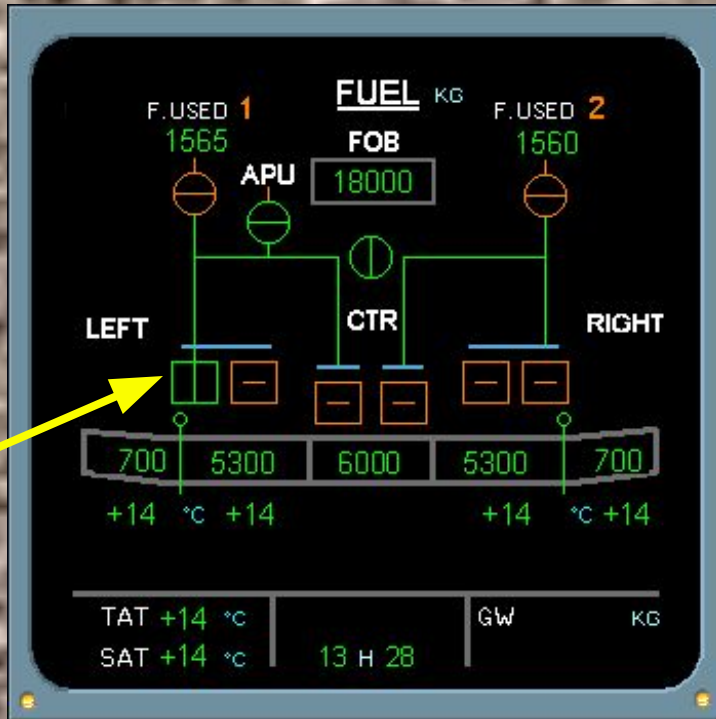 FUEL KG
F.USED 1
F.USED 2
1565
FOB
1560
APU
18000
LEFT
CTR
RIGHT
700 5300 6000 5300 700
+14 °C +14
+14 °C +14
TAT +14 °C
GW KG
SAT +14 °C
13 H 28